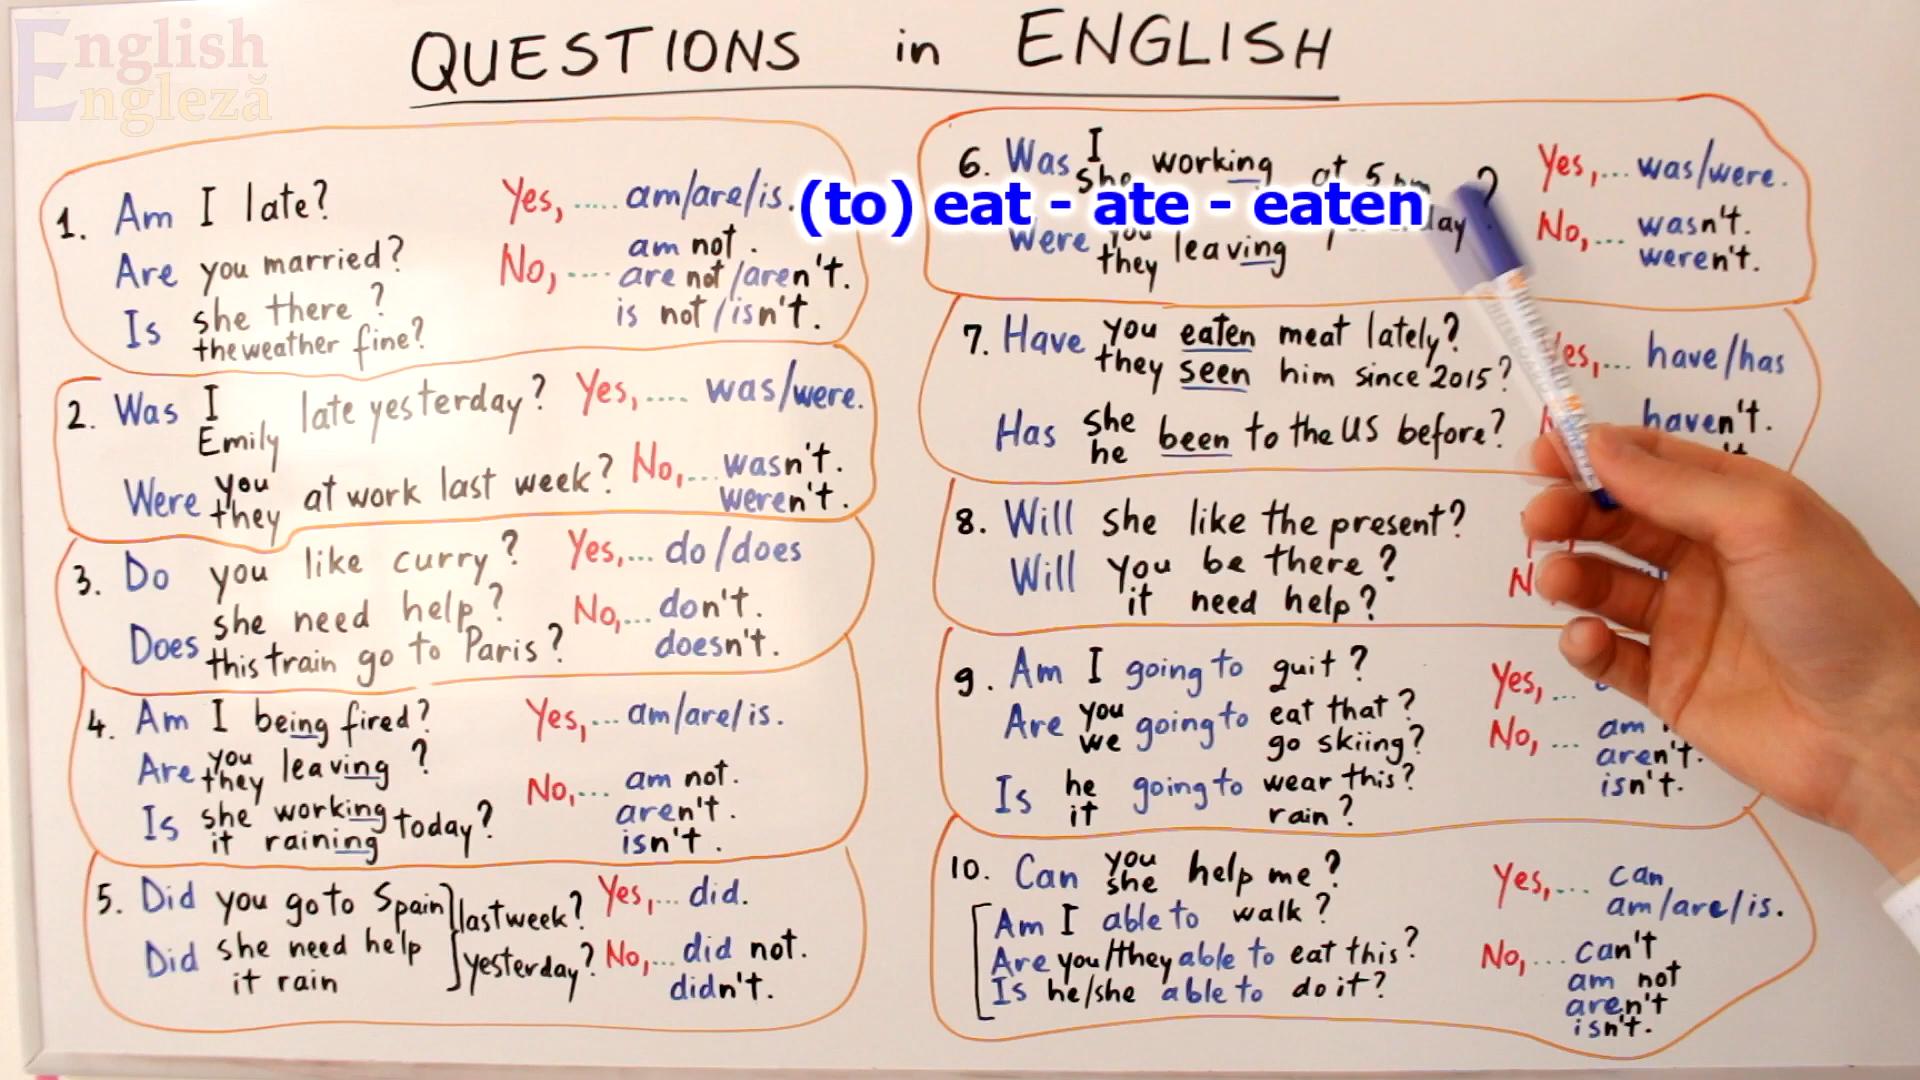 English
Engleză
QUESTIONS in ENGLISH
1. Am I late? Yes, ..... am/are/is.
Are you married? No, .... am not.
are not/aren't.
Is she there? is not/isn't.
the weather fine?
2. Was I late yesterday? Yes, .... was/were.
Emily
Were you at work last week? No, ... wasn't.
they weren't.
3. Do you like curry? Yes, ... do/does
she need help? No, ... don't.
Does this train go to Paris? doesn't.
4. Am I being fired? Yes, ... am/are/is.
Are you leaving?
they
No, ... am not.
Is she working today? aren't.
it raining isn't.
5. Did you go to Spain last week? Yes, ... did.
Did she need help yesterday? No, ... did not.
it rain didn't.
(to) eat - ate - eaten
6. Was I working at 5 Yes, ... was/were.
she
Were leaving ? No, ... wasn't.
they weren't.
7. Have you eaten meat lately? ... have/has
they seen him since 2015?
Has she been to the US before? haven't.
he
8. Will she like the present?
Will you be there?
it need help?
9. Am I going to quit? Yes, ...
Are you going to eat that? No, ... am
we go skiing? aren't.
Is he going to wear this? isn't.
it rain?
10. Can you help me? Yes, ... can
she am/are/is.
Am I able to walk?
Are you/they able to eat this? No, ... can't
Is he/she able to do it? am not
aren't
isn't.